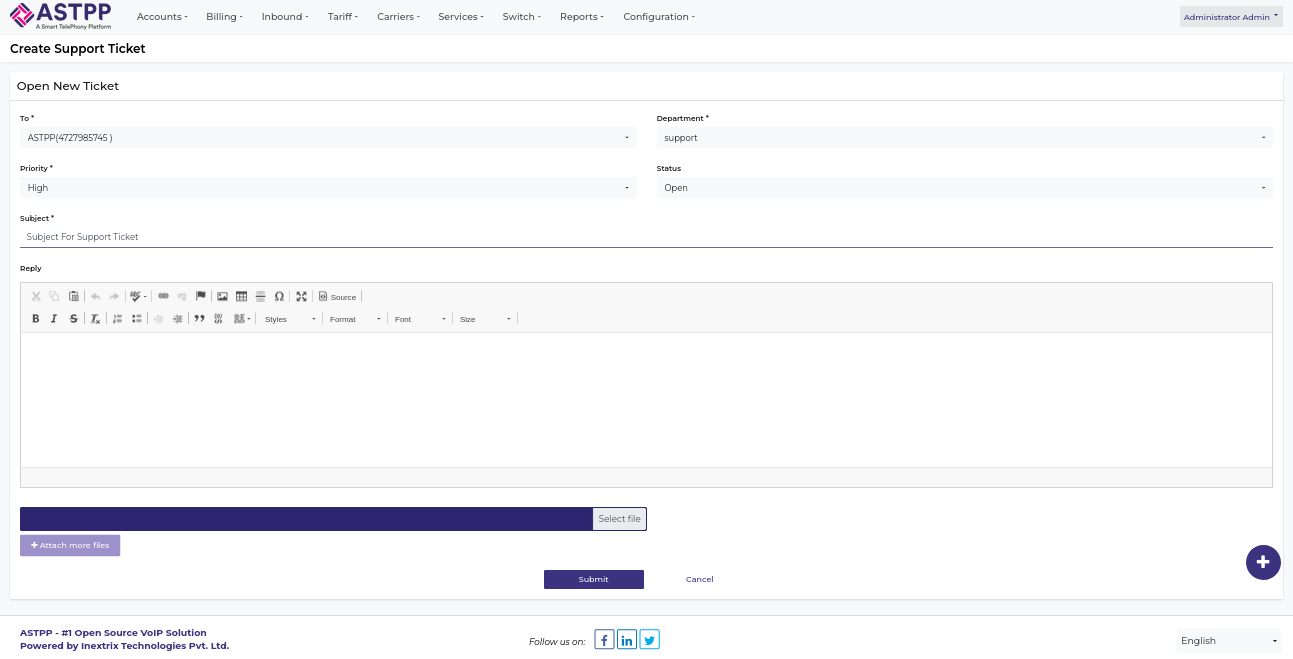 ASTPP
A Smart TelePhony Platform
Accounts Billing Inbound Tariff Carriers Services Switch Reports Configuration
Administrator Admin
Create Support Ticket
Open New Ticket
To * Department *
ASTPP(4727985745 ) support
Priority * Status
High Open
Subject *
Subject For Support Ticket
Reply
Source
B I S Tx Styles Format Font Size
Select file
+ Attach more files
Submit Cancel
ASTPP - #1 Open Source VoIP Solution
Powered by Inextrix Technologies Pvt. Ltd.
Follow us on: f in
English